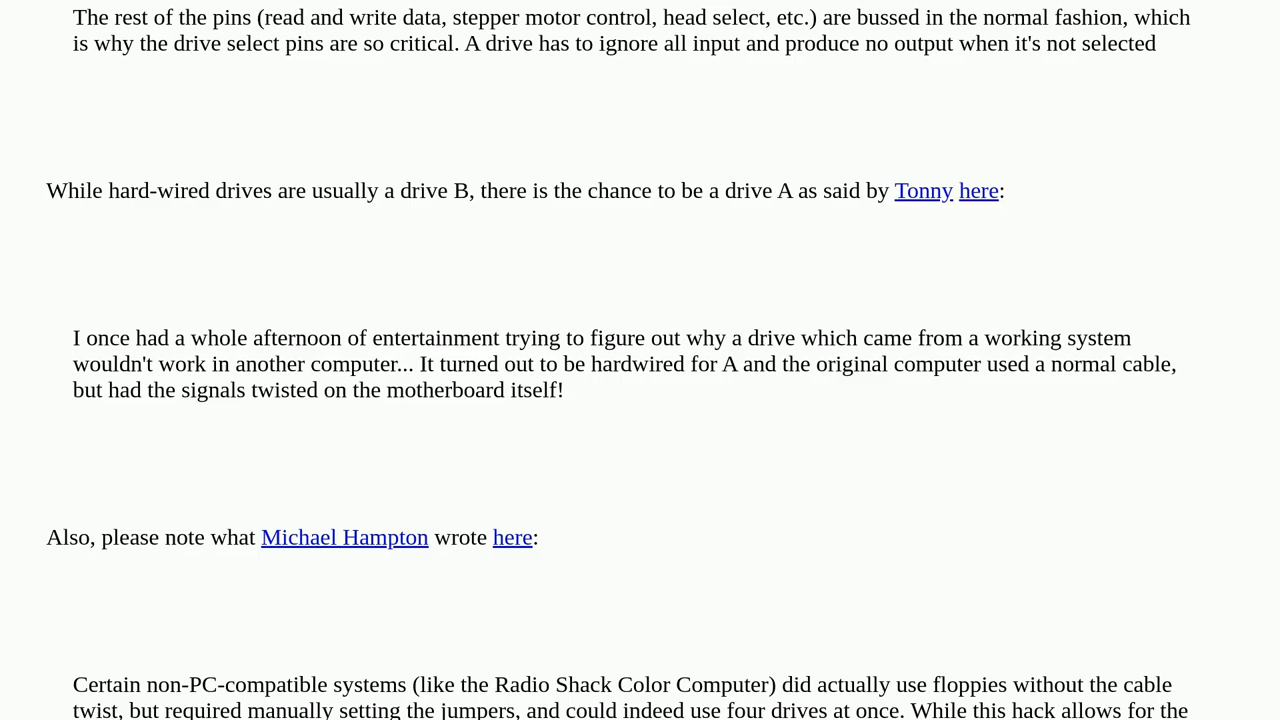 The rest of the pins (read and write data, stepper motor control, head select, etc.) are bussed in the normal fashion, which
is why the drive select pins are so critical. A drive has to ignore all input and produce no output when it's not selected
While hard-wired drives are usually a drive B, there is the chance to be a drive A as said by Tonny here:
I once had a whole afternoon of entertainment trying to figure out why a drive which came from a working system
wouldn't work in another computer... It turned out to be hardwired for A and the original computer used a normal cable,
but had the signals twisted on the motherboard itself!
Also, please note what Michael Hampton wrote here:
Certain non-PC-compatible systems (like the Radio Shack Color Computer) did actually use floppies without the cable
twist, but required manually setting the jumpers, and could indeed use four drives at once. While this hack allows for the